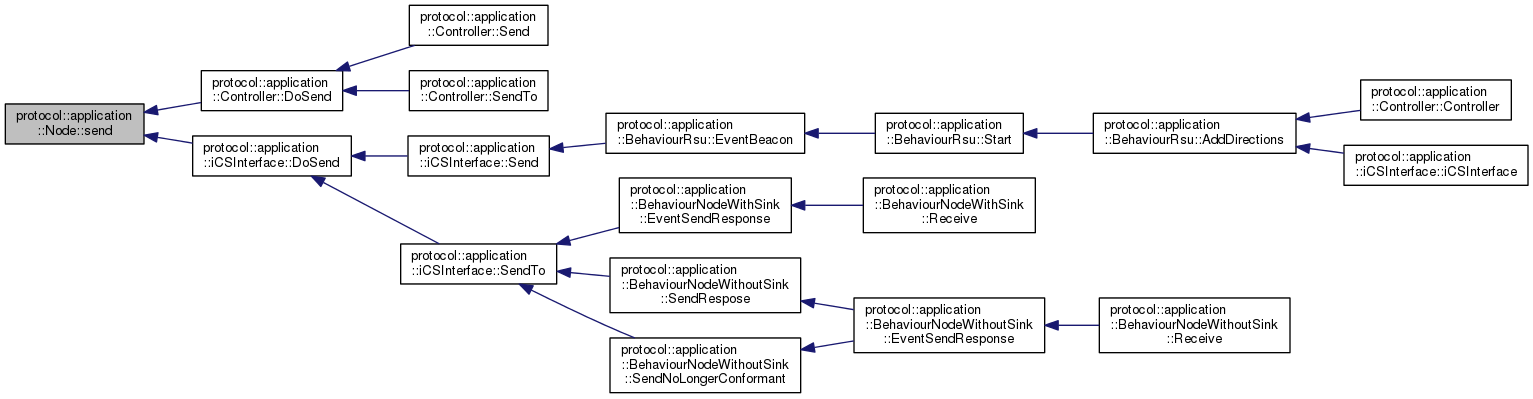 protocol::application
::Node::send
protocol::application
::Controller::DoSend
protocol::application
::Controller::Send
protocol::application
::Controller::SendTo
protocol::application
::iCSInterface::DoSend
protocol::application
::iCSInterface::Send
protocol::application
::BehaviourRsu::EventBeacon
protocol::application
::BehaviourRsu::Start
protocol::application
::BehaviourRsu::AddDirections
protocol::application
::Controller::Controller
protocol::application
::iCSInterface::iCSInterface
protocol::application
::iCSInterface::SendTo
protocol::application
::BehaviourNodeWithSink
::EventSendResponse
protocol::application
::BehaviourNodeWithSink
::Receive
protocol::application
::BehaviourNodeWithoutSink
::SendRespose
protocol::application
::BehaviourNodeWithoutSink
::EventSendResponse
protocol::application
::BehaviourNodeWithoutSink
::Receive
protocol::application
::BehaviourNodeWithoutSink
::SendNoLongerConformant